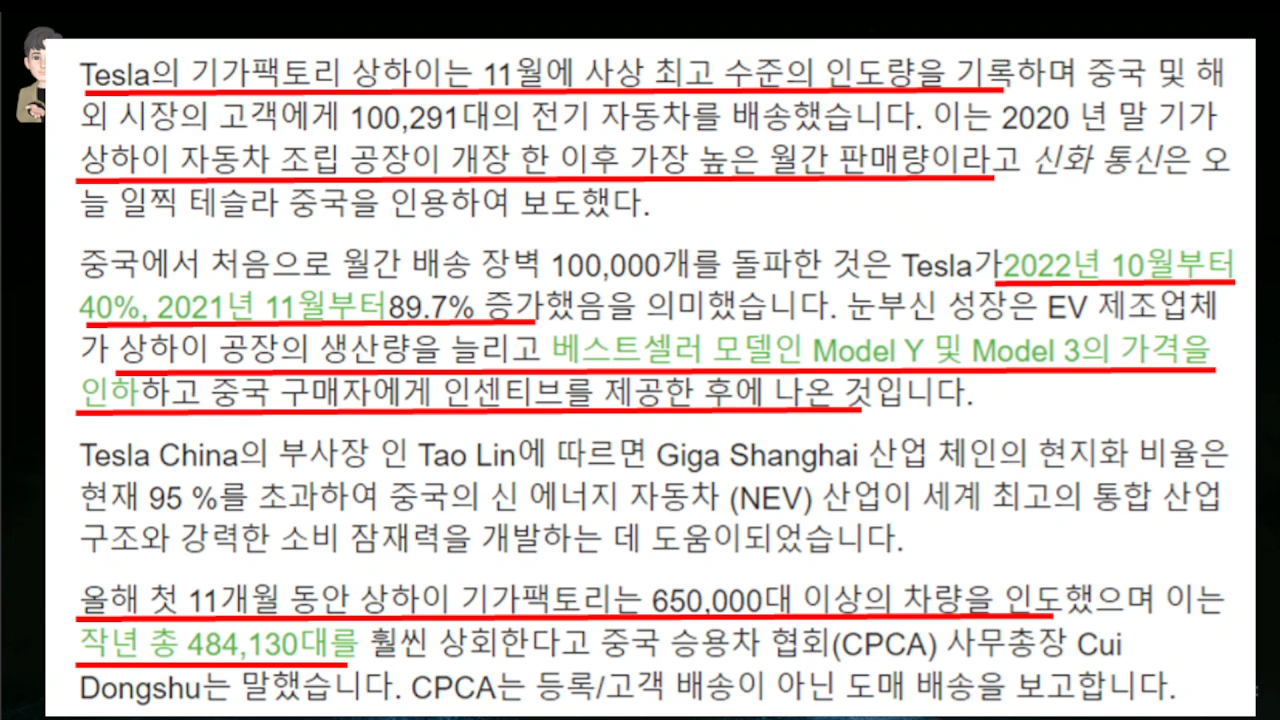 Tesla의 기가팩토리 상하이는 11월에 사상 최고 수준의 인도량을 기록하며 중국 및 해
외 시장의 고객에게 100,291대의 전기 자동차를 배송했습니다. 이는 2020 년 말 기가
상하이 자동차 조립 공장이 개장 한 이후 가장 높은 월간 판매량이라고 신화 통신은 오
늘 일찍 테슬라 중국을 인용하여 보도했다.
중국에서 처음으로 월간 배송 장벽 100,000개를 돌파한 것은 Tesla가2022년 10월부터
40%, 2021년 11월부터89.7% 증가했음을 의미했습니다. 눈부신 성장은 EV 제조업체
가 상하이 공장의 생산량을 늘리고 베스트셀러 모델인 Model Y 및 Model 3의 가격을
인하하고 중국 구매자에게 인센티브를 제공한 후에 나온 것입니다.
Tesla China의 부사장 인 Tao Lin에 따르면 Giga Shanghai 산업 체인의 현지화 비율은
현재 95 %를 초과하여 중국의 신 에너지 자동차 (NEV) 산업이 세계 최고의 통합 산업
구조와 강력한 소비 잠재력을 개발하는 데 도움이되었습니다.
올해 첫 11개월 동안 상하이 기가팩토리는 650,000대 이상의 차량을 인도했으며 이는
작년 총 484,130대를 훨씬 상회한다고 중국 승용차 협회(CPCA) 사무총장 Cui
Dongshu는 말했습니다. CPCA는 등록/고객 배송이 아닌 도매 배송을 보고합니다.